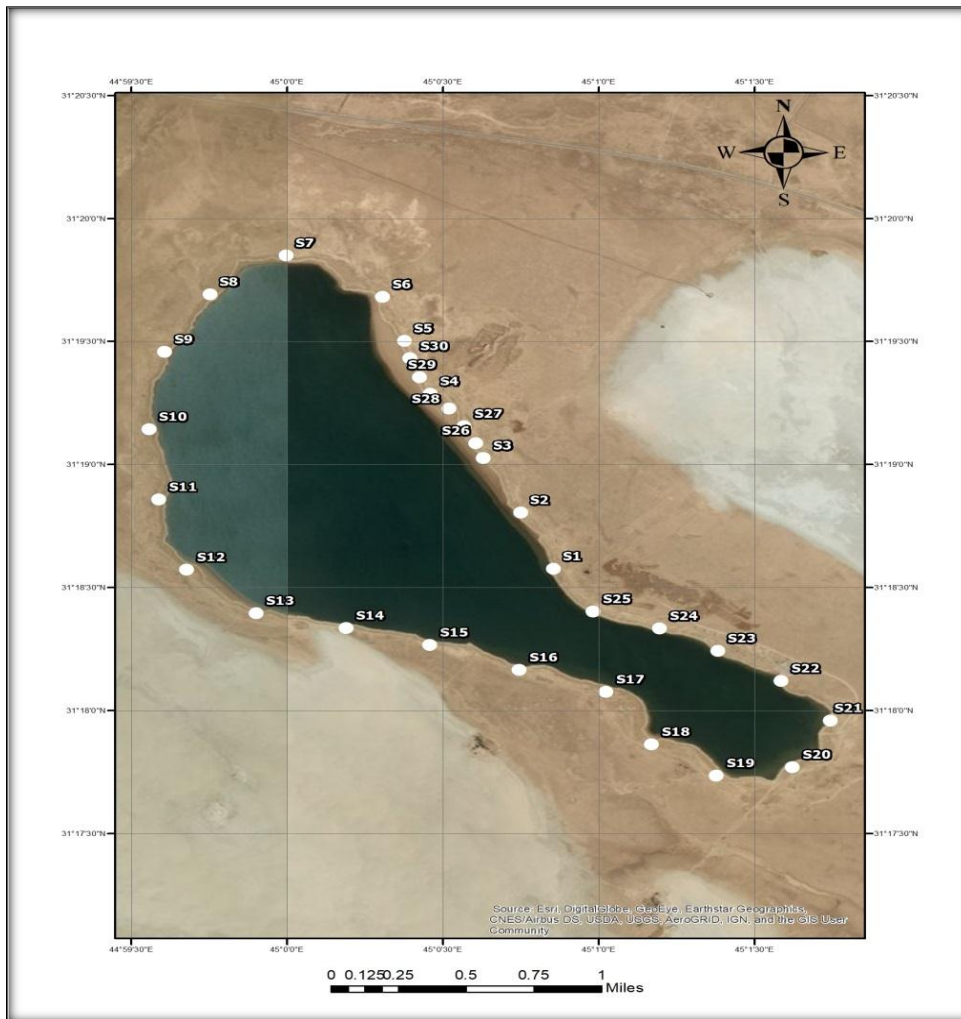 44°59'30"E 45°0'0"E 45°0'30"E 45°1'0"E 45°1'30"E
31°20'30"N 31°20'30"N
N
W E
S
31°20'0"N 31°20'0"N
S7
S8
S6
31°19'30"N 31°19'30"N
S5
S9
S30
S29
S4
S28
S10
S27
S26
S3
31°19'0"N 31°19'0"N
S11
S2
S12
S1
31°18'30"N 31°18'30"N
S13
S25
S14
S24
S15
S23
S16
S22
S17
31°18'0"N 31°18'0"N
S21
S18
S20
S19
31°17'30"N 31°17'30"N
Source: Esri, DigitalGlobe, GeoEye, Earthstar Geographics,
CNES/Airbus DS, USDA, USGS, AeroGRID, IGN, and the GIS User
Community
44°59'30"E 45°0'0"E 45°0'30"E 45°1'0"E 45°1'30"E
0 0.125 0.25 0.5 0.75 1
Miles